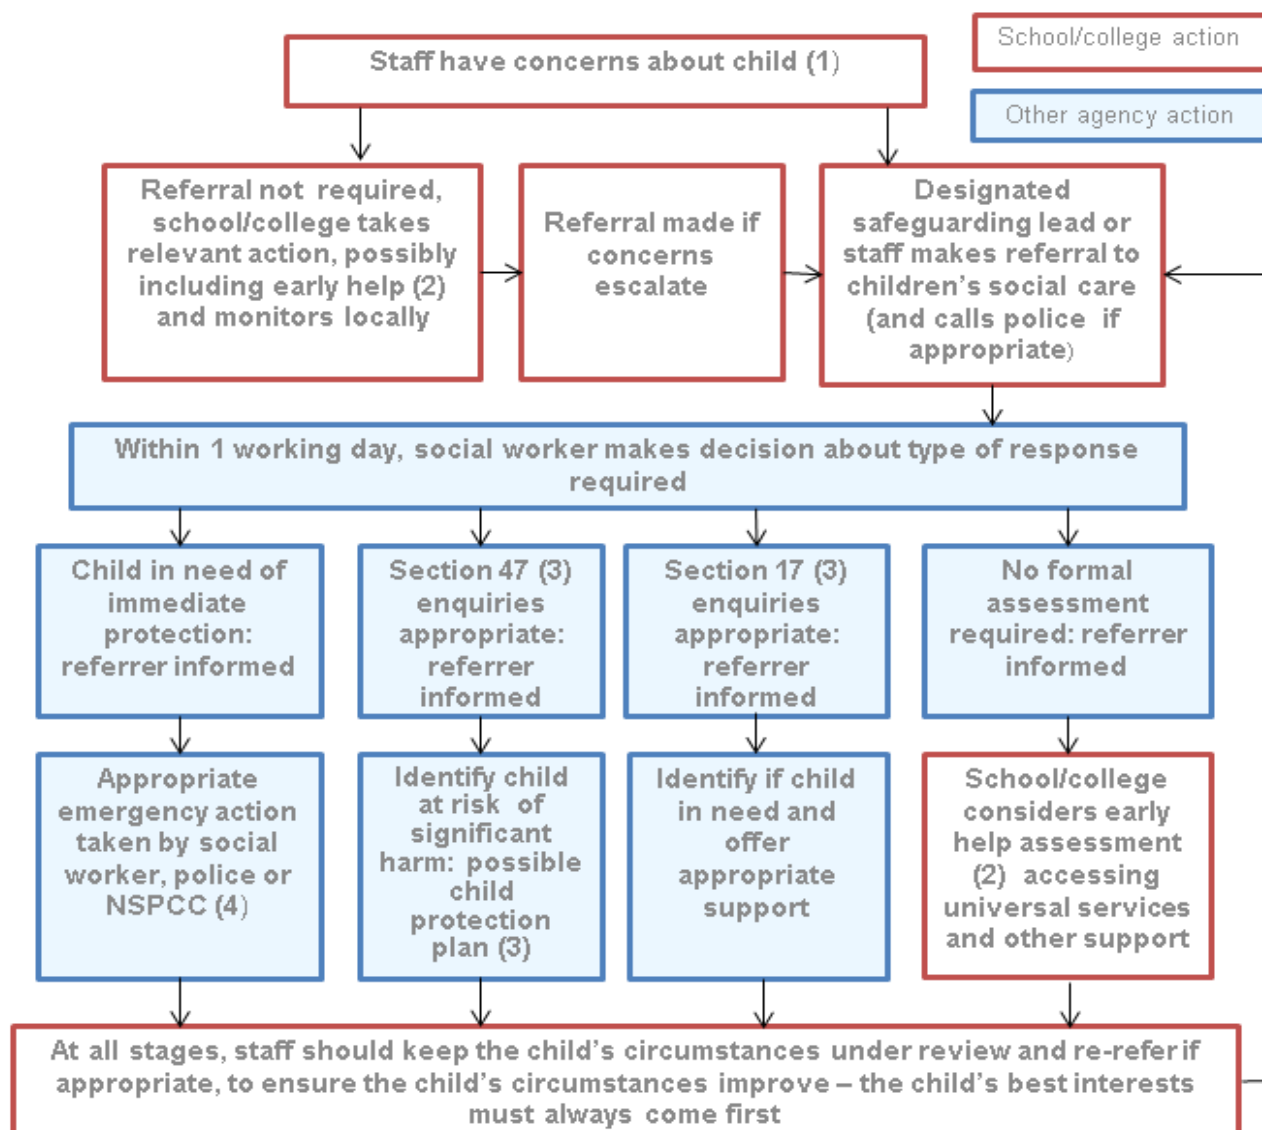 Staff have concerns about child (1)
School/college action
Other agency action
Referral not required,
school/college takes
relevant action, possibly
including early help (2)
and monitors locally
Referral made if
concerns
escalate
Designated
safeguarding lead or
staff makes referral to
children’s social care
(and calls police if
appropriate)
Within 1 working day, social worker makes decision about type of response
required
Child in need of
immediate
protection:
referrer informed
Section 47 (3)
enquiries
appropriate:
referrer
informed
Section 17 (3)
enquiries
appropriate:
referrer
informed
No formal
assessment
required: referrer
informed
Appropriate
emergency action
taken by social
worker, police or
NSPCC (4)
Identify child
at risk of
significant
harm: possible
child
protection
plan (3)
Identify if child
in need and
offer
appropriate
support
School/college
considers early
help assessment
(2) accessing
universal services
and other support
At all stages, staff should keep the child’s circumstances under review and re-refer if
appropriate, to ensure the child’s circumstances improve – the child’s best interests
must always come first